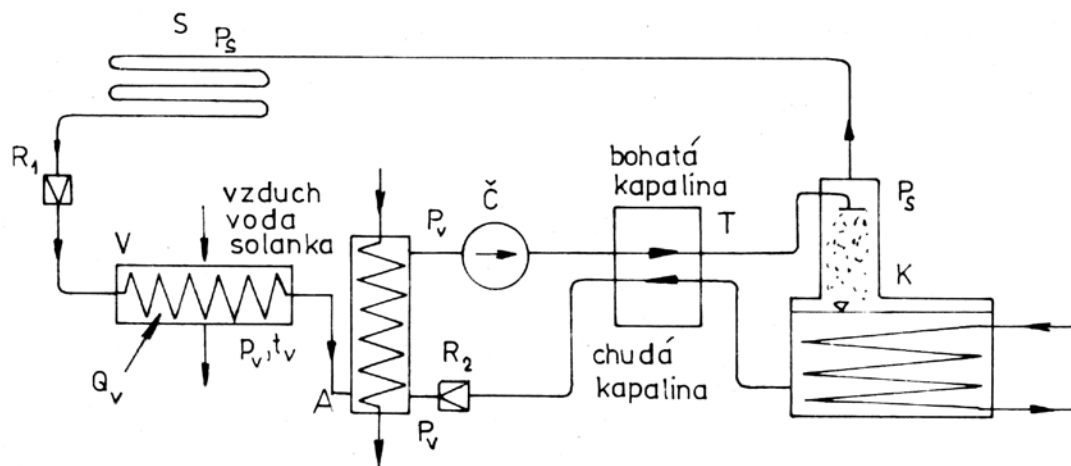 S
P_s
R_1
vzduch
voda
solanka
V
Q_v
p_v, t_v
A
P_v
Č
bohatá
kapalina
T
P_s
K
R_2
chudá
kapalina
P_v